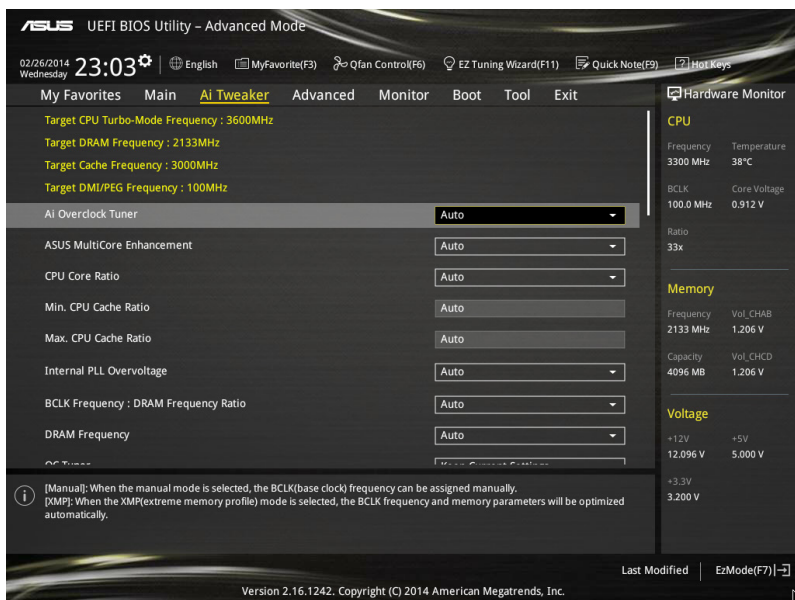 ASUS UEFI BIOS Utility – Advanced Mode
02/26/2014 Wednesday 23:03 English MyFavorite(F3) Qfan Control(F6) EZ Tuning Wizard(F11) Quick Note(F9) ? Hot Keys
My Favorites Main Ai Tweaker Advanced Monitor Boot Tool Exit
Target CPU Turbo-Mode Frequency : 3600MHz
Target DRAM Frequency : 2133MHz
Target Cache Frequency : 3000MHz
Target DMI/PEG Frequency : 100MHz
Ai Overclock Tuner Auto
ASUS MultiCore Enhancement Auto
CPU Core Ratio Auto
Min. CPU Cache Ratio Auto
Max. CPU Cache Ratio Auto
Internal PLL Overvoltage Auto
BCLK Frequency : DRAM Frequency Ratio Auto
DRAM Frequency Auto
OC Tuner Keep Current Settings
[Manual]: When the manual mode is selected, the BCLK(base clock) frequency can be assigned manually.
[XMP]: When the XMP(extreme memory profile) mode is selected, the BCLK frequency and memory parameters will be optimized
automatically.
Hardware Monitor
CPU
Frequency Temperature
3300 MHz 38°C
BCLK Core Voltage
100.0 MHz 0.912 V
Ratio
33x
Memory
Frequency Vol_CHAB
2133 MHz 1.206 V
Capacity Vol_CHCD
4096 MB 1.206 V
Voltage
+12V +5V
12.096 V 5.000 V
+3.3V
3.200 V
Last Modified EzMode(F7)
Version 2.16.1242. Copyright (C) 2014 American Megatrends, Inc.